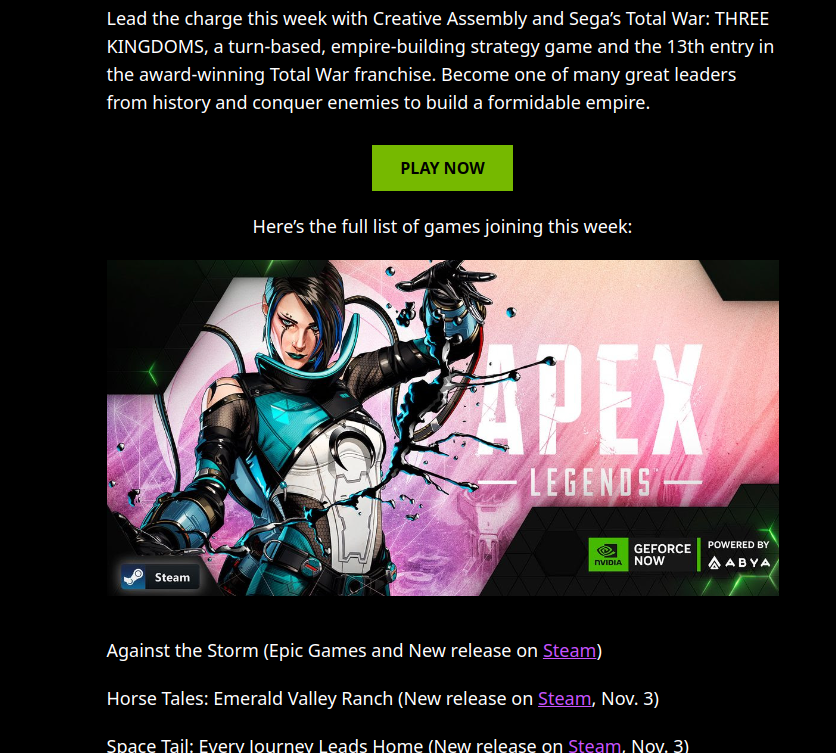 Lead the charge this week with Creative Assembly and Sega’s Total War: THREE
KINGDOMS, a turn-based, empire-building strategy game and the 13th entry in
the award-winning Total War franchise. Become one of many great leaders
from history and conquer enemies to build a formidable empire.
PLAY NOW
Here’s the full list of games joining this week:
APEX
LEGENDS
Steam
NVIDIA
GEFORCE
NOW
POWERED BY
ABYA
Against the Storm (Epic Games and New release on Steam)
Horse Tales: Emerald Valley Ranch (New release on Steam, Nov. 3)
Space Tail: Every Journey Leads Home (New release on Steam, Nov. 3)